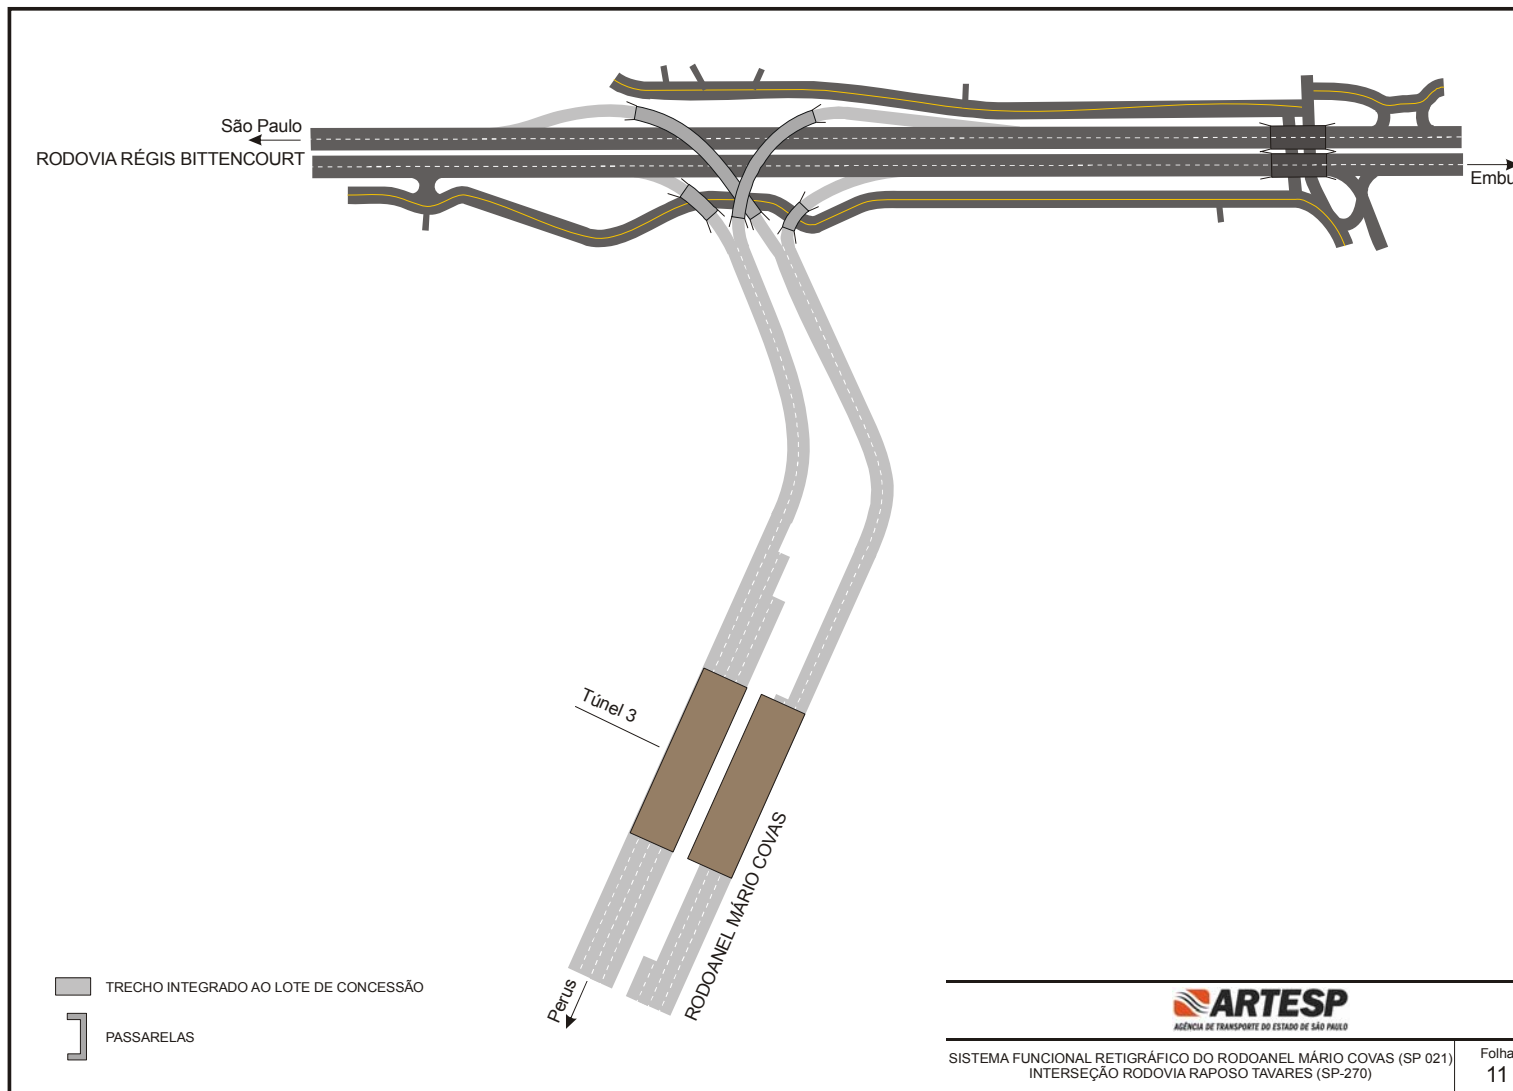 São Paulo
RODOVIA RÉGIS BITTENCOURT
Embu
Túnel 3
RODOANEL MÁRIO COVAS
Perus
TRECHO INTEGRADO AO LOTE DE CONCESSÃO
PASSARELAS
ARTESP
AGÊNCIA DE TRANSPORTE DO ESTADO DE SÃO PAULO
SISTEMA FUNCIONAL RETIGRÁFICO DO RODOANEL MÁRIO COVAS (SP 021)
INTERSEÇÃO RODOVIA RAPOSO TAVARES (SP-270)
Folha
11